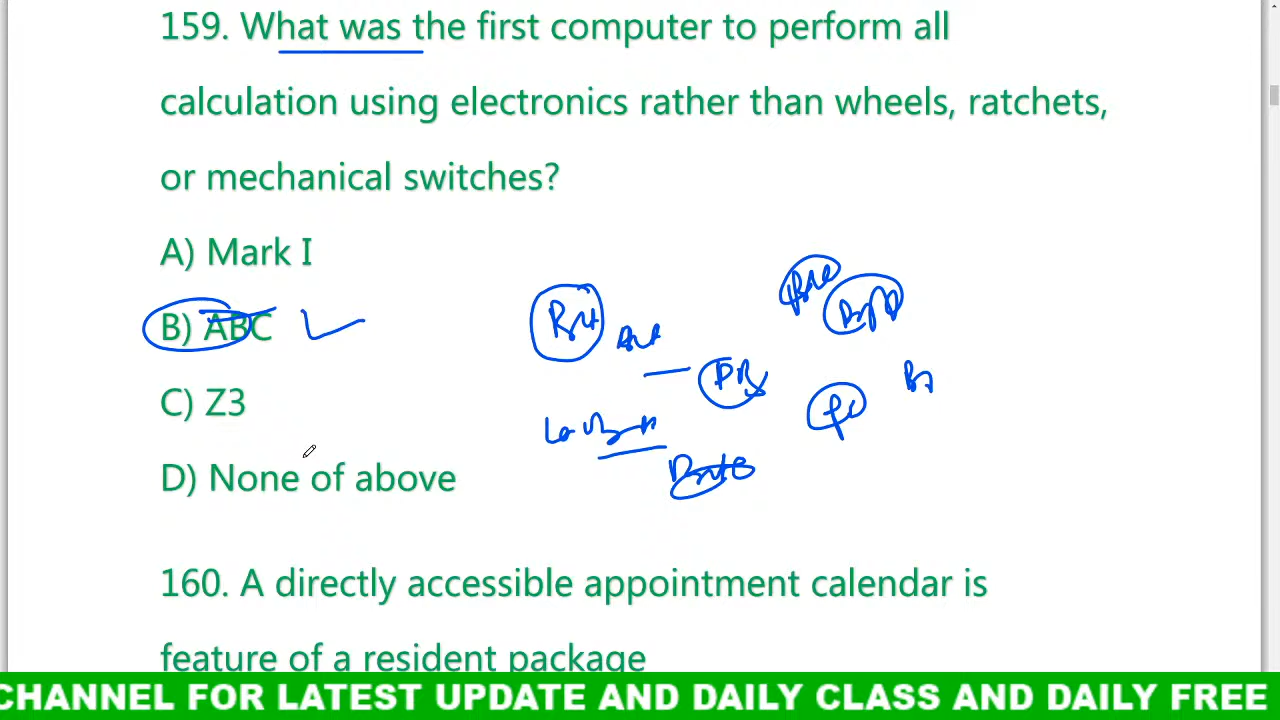 159. What was the first computer to perform all
calculation using electronics rather than wheels, ratchets,
or mechanical switches?
A) Mark I
B) ABC
C) Z3
D) None of above
160. A directly accessible appointment calendar is
feature of a resident package
CHANNEL FOR LATEST UPDATE AND DAILY CLASS AND DAILY FREE